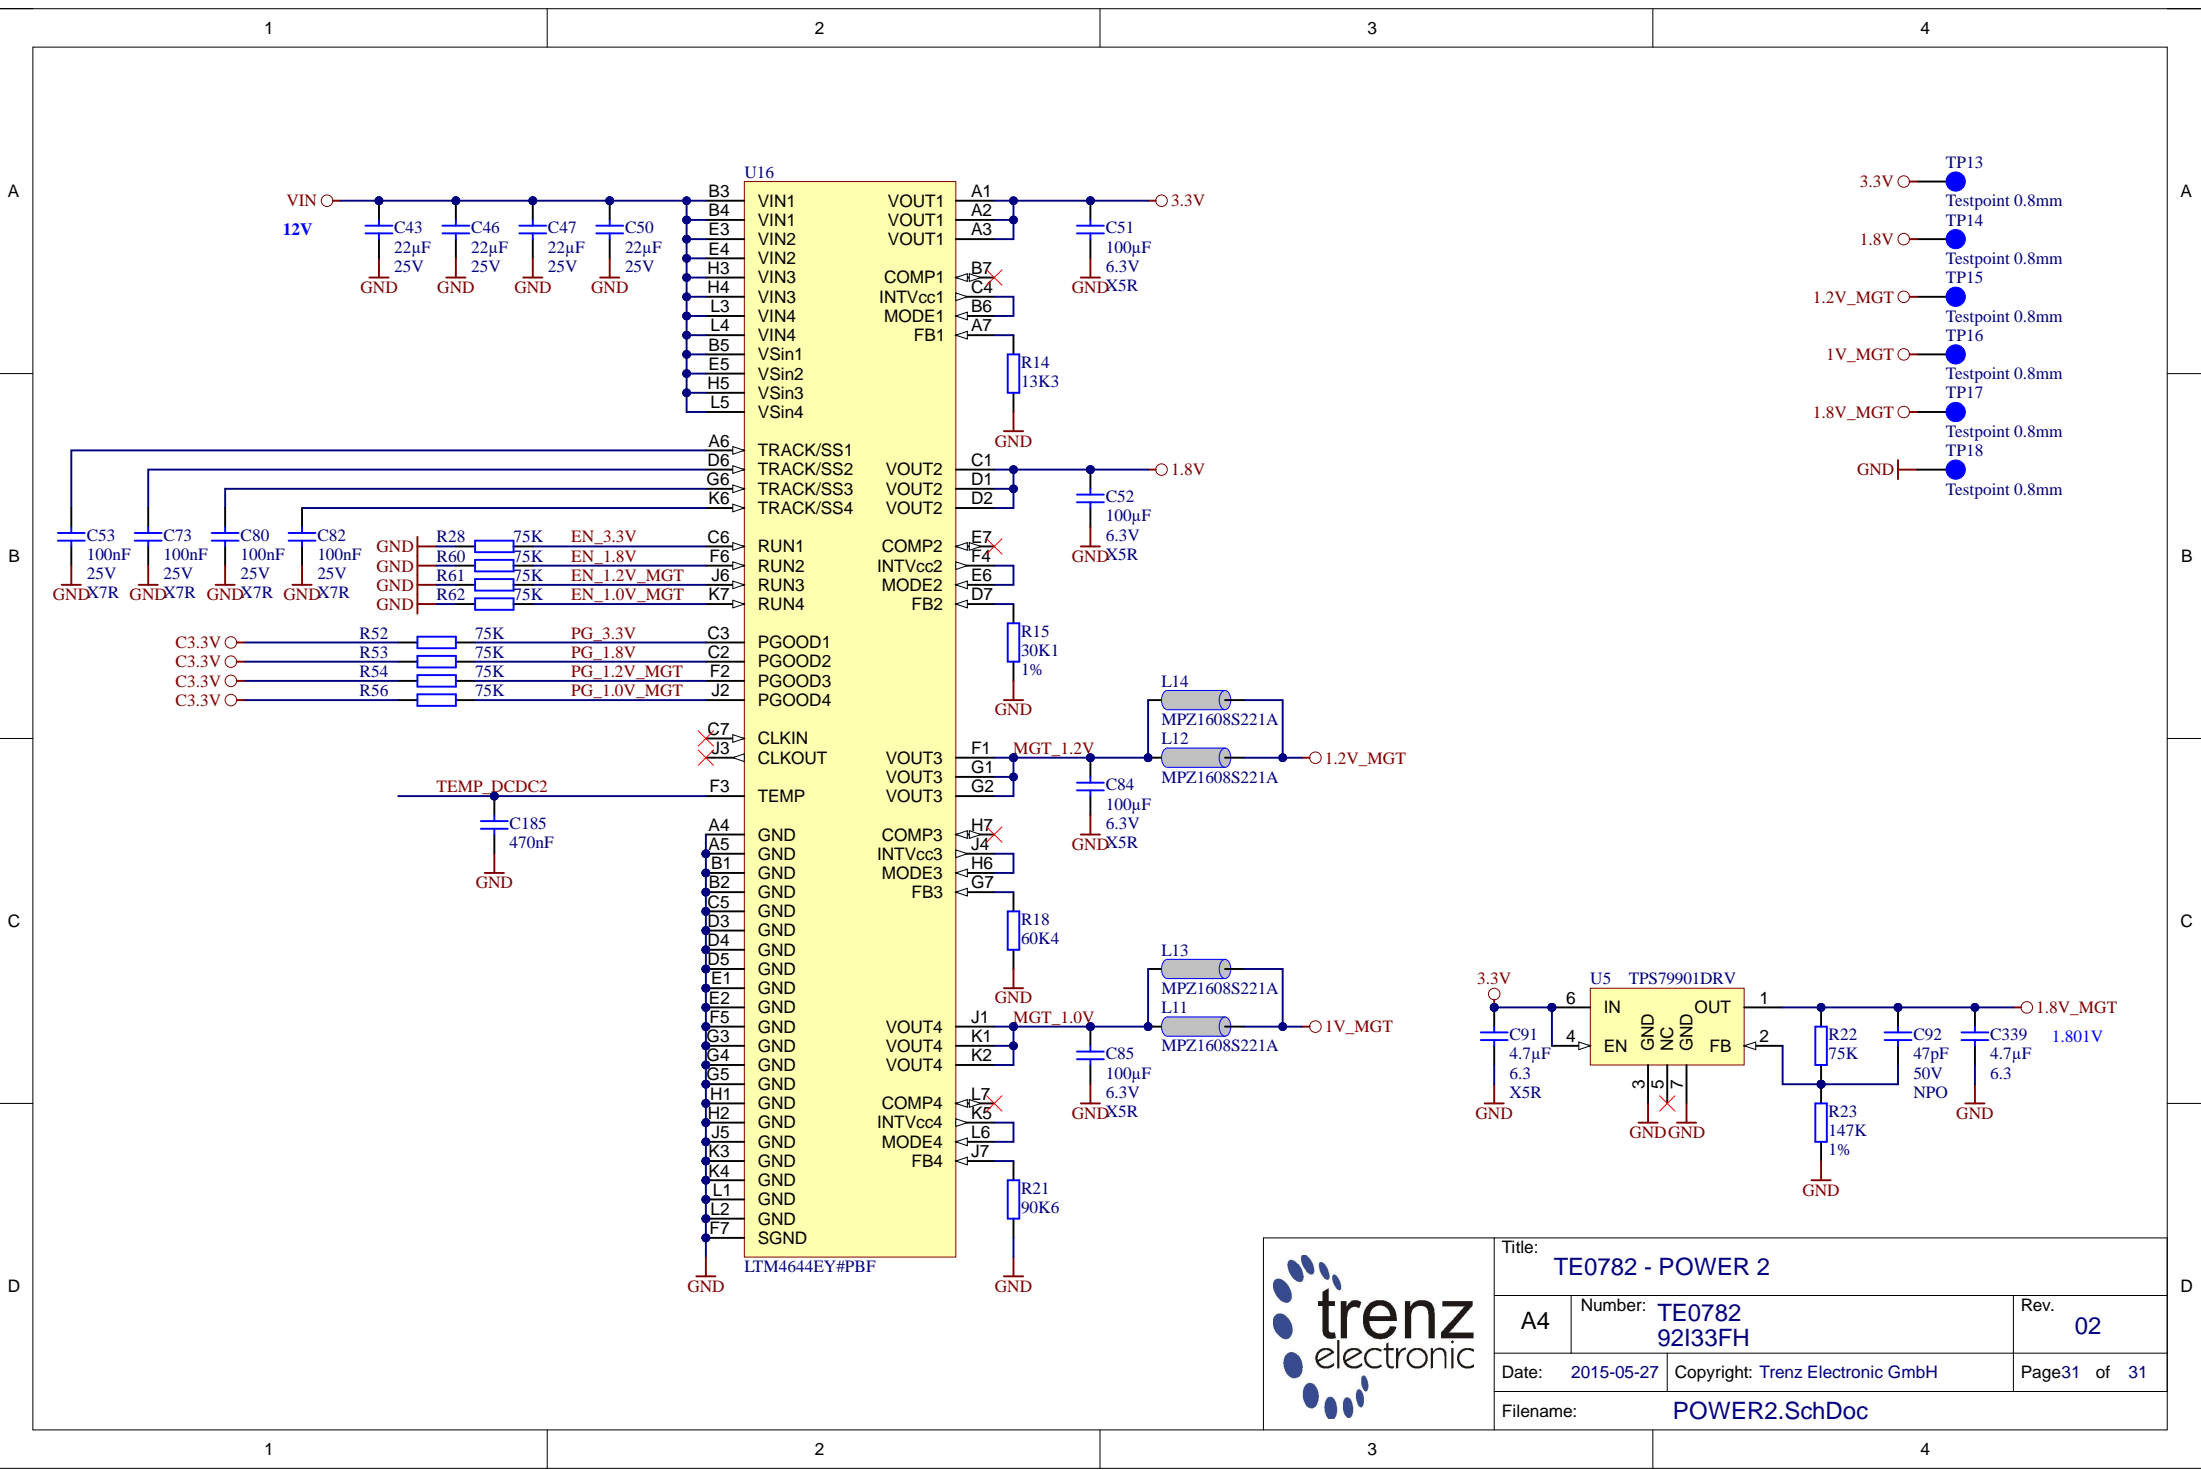 1 2 3 4
A A
B B
C C
D D
1 2 3 4
VIN
12V
C43
22µF
25V
GND
C46
22µF
25V
GND
C47
22µF
25V
GND
C50
22µF
25V
GND
U16
B3 VIN1
B4 VIN1
E3 VIN2
E4 VIN2
H3 VIN3
H4 VIN3
L3 VIN4
L4 VIN4
B5 VSin1
E5 VSin2
H5 VSin3
L5 VSin4
A6 TRACK/SS1
D6 TRACK/SS2
G6 TRACK/SS3
K6 TRACK/SS4
C53
100nF
25V
X7R
GND
C73
100nF
25V
X7R
GND
C80
100nF
25V
X7R
GND
C82
100nF
25V
X7R
GND
GND R28 75K EN_3.3V C6 RUN1
GND R60 75K EN_1.8V F6 RUN2
GND R61 75K EN_1.2V_MGT J6 RUN3
GND R62 75K EN_1.0V_MGT K7 RUN4
C3.3V R52 75K PG_3.3V C3 PGOOD1
C3.3V R53 75K PG_1.8V C2 PGOOD2
C3.3V R54 75K PG_1.2V_MGT F2 PGOOD3
C3.3V R56 75K PG_1.0V_MGT J2 PGOOD4
C7 CLKIN
J3 CLKOUT
TEMP_DCDC2 F3 TEMP
C185
470nF
GND
A4 GND
A5 GND
B1 GND
B2 GND
C5 GND
D3 GND
D4 GND
D5 GND
E1 GND
E2 GND
F5 GND
G3 GND
G4 GND
G5 GND
H1 GND
H2 GND
J5 GND
K3 GND
K4 GND
L1 GND
L2 GND
F7 SGND
GND
LTM4644EY#PBF
VOUT1 A1 3.3V
VOUT1 A2
VOUT1 A3
C51
100µF
6.3V
X5R
GND
COMP1 B7
INTVcc1 C4
MODE1 B6
FB1 A7
R14
13K3
GND
VOUT2 C1 1.8V
VOUT2 D1
VOUT2 D2
C52
100µF
6.3V
X5R
GND
COMP2 E7
INTVcc2 F4
MODE2 E6
FB2 D7
R15
30K1
1%
GND
VOUT3 F1 MGT_1.2V
VOUT3 G1
VOUT3 G2
L14
MPZ1608S221A
L12
MPZ1608S221A
1.2V_MGT
C84
100µF
6.3V
X5R
GND
COMP3 H7
INTVcc3 J4
MODE3 H6
FB3 G7
R18
60K4
GND
VOUT4 J1 MGT_1.0V
VOUT4 K1
VOUT4 K2
L13
MPZ1608S221A
L11
MPZ1608S221A
1V_MGT
C85
100µF
6.3V
X5R
GND
COMP4 L7
INTVcc4 K5
MODE4 L6
FB4 J7
R21
90K6
GND
3.3V TP13
Testpoint 0.8mm
1.8V TP14
Testpoint 0.8mm
1.2V_MGT TP15
Testpoint 0.8mm
1V_MGT TP16
Testpoint 0.8mm
1.8V_MGT TP17
Testpoint 0.8mm
GND TP18
Testpoint 0.8mm
3.3V
C91
4.7µF
6.3
X5R
GND
U5 TPS79901DRV
6 IN OUT 1
4 EN FB 2
GND NC GND
3 5 7
GND GND
R22
75K
R23
147K
1%
GND
C92
47pF
50V
NPO
C339
4.7µF
6.3
GND
1.8V_MGT
1.801V
trenz
electronic
Title:
TE0782 - POWER 2
A4
Number: TE0782
92I33FH
Rev.
02
Date: 2015-05-27
Copyright: Trenz Electronic GmbH
Page31 of 31
Filename: POWER2.SchDoc